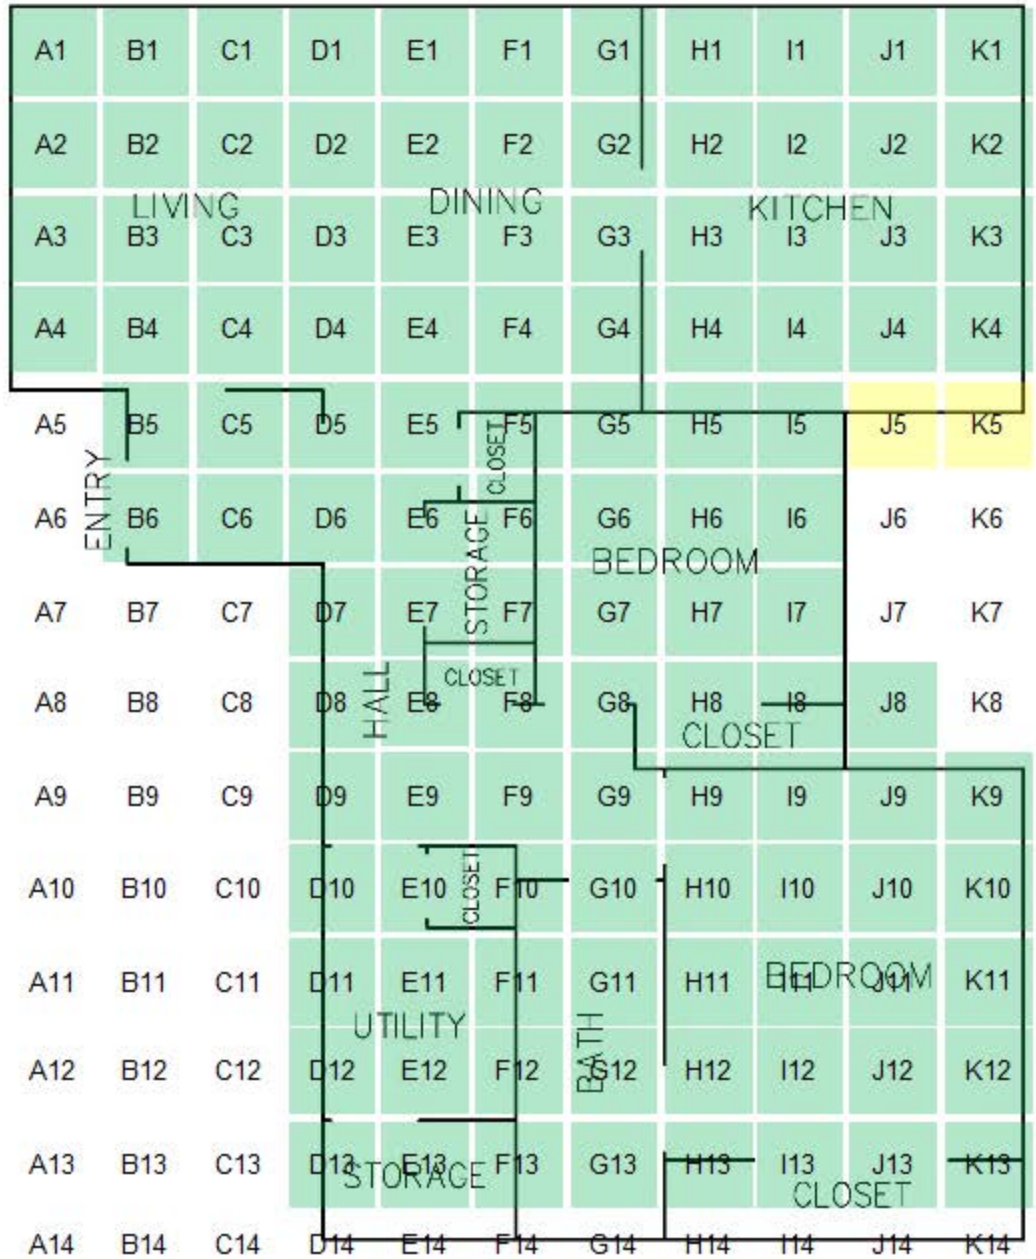 A1 B1 C1 D1 E1 F1 G1 H1 I1 J1 K1
A2 B2 C2 D2 E2 F2 G2 H2 I2 J2 K2
LIVING DINING KITCHEN
A3 B3 C3 D3 E3 F3 G3 H3 I3 J3 K3
A4 B4 C4 D4 E4 F4 G4 H4 I4 J4 K4
A5 B5 C5 D5 E5 F5 G5 H5 I5 J5 K5
CLOSET
ENTRY
A6 B6 C6 D6 E6 F6 G6 H6 I6 J6 K6
STORAGE
BEDROOM
A7 B7 C7 D7 E7 F7 G7 H7 I7 J7 K7
CLOSET
HALL
A8 B8 C8 D8 E8 F8 G8 H8 I8 J8 K8
CLOSET
A9 B9 C9 D9 E9 F9 G9 H9 I9 J9 K9
A10 B10 C10 D10 E10 F10 G10 H10 I10 J10 K10
CLOSET
A11 B11 C11 D11 E11 F11 G11 H11 I11 J11 K11
BEDROOM
UTILITY
BATH
A12 B12 C12 D12 E12 F12 G12 H12 I12 J12 K12
A13 B13 C13 D13 E13 F13 G13 H13 I13 J13 K13
STORAGE
CLOSET
A14 B14 C14 D14 E14 F14 G14 H14 I14 J14 K14